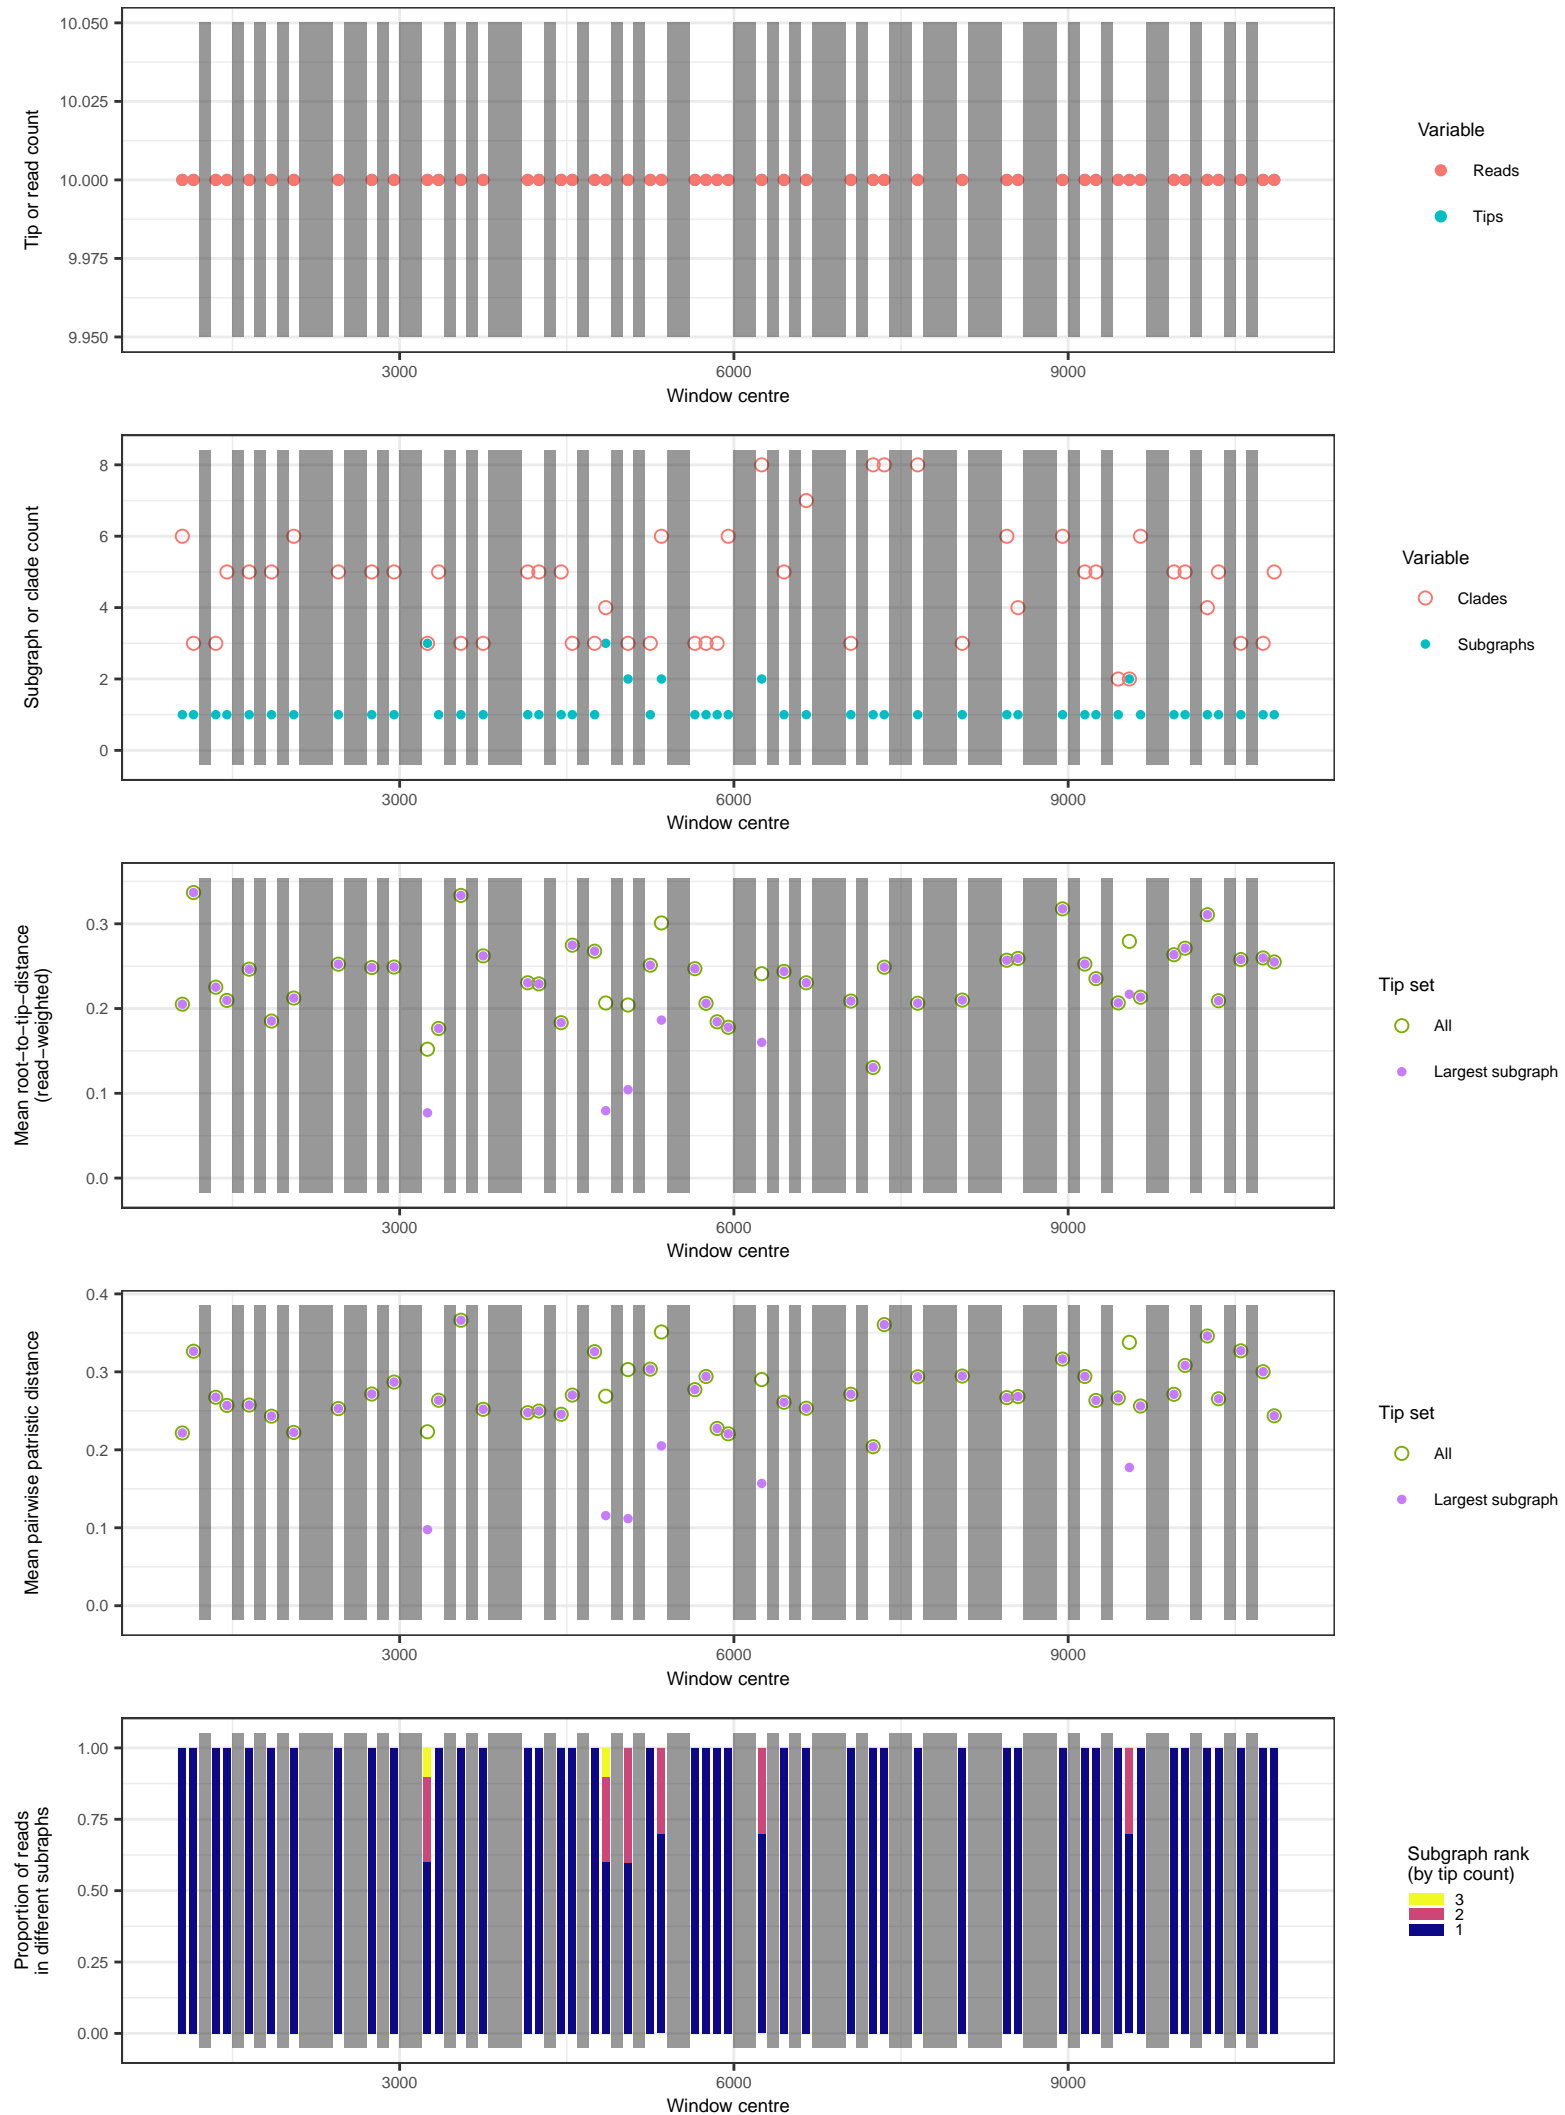 10.050
10.025
10.000
9.975
9.950
Tip or read count
3000 6000 9000
Window centre
Variable
Reads
Tips
8
6
4
2
0
Subgraph or clade count
3000 6000 9000
Window centre
Variable
Clades
Subgraphs
0.3
0.2
0.1
0.0
Mean root−to−tip−distance
(read−weighted)
3000 6000 9000
Window centre
Tip set
All
Largest subgraph
0.4
0.3
0.2
0.1
0.0
Mean pairwise patristic distance
3000 6000 9000
Window centre
Tip set
All
Largest subgraph
1.00
0.75
0.50
0.25
0.00
Proportion of reads
in different subraphs
3000 6000 9000
Window centre
Subgraph rank
(by tip count)
3
2
1